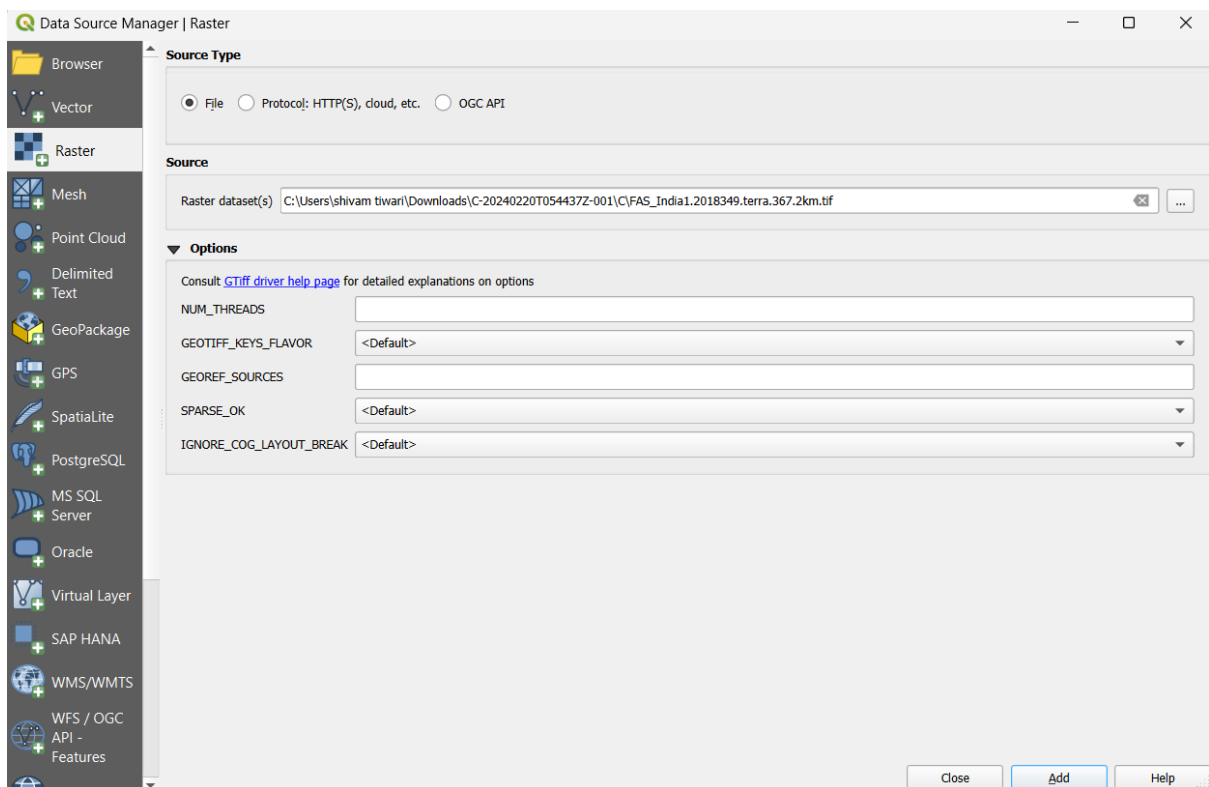 Data Source Manager | Raster
Browser
Vector
Raster
Mesh
Point Cloud
Delimited
Text
GeoPackage
GPS
SpatiaLite
PostgreSQL
MS SQL
Server
Oracle
Virtual Layer
SAP HANA
WMS/WMTS
WFS / OGC
API -
Features
Source Type
File Protocol: HTTP(S), cloud, etc. OGC API
Source
Raster dataset(s) C:\Users\shivam tiwari\Downloads\C-20240220T054437Z-001\C\FAS_India1.2018349.terra.367.2km.tif ...
Options
Consult GTiff driver help page for detailed explanations on options
NUM_THREADS
GEOTIFF_KEYS_FLAVOR <Default>
GEOREF_SOURCES
SPARSE_OK <Default>
IGNORE_COG_LAYOUT_BREAK <Default>
Close Add Help